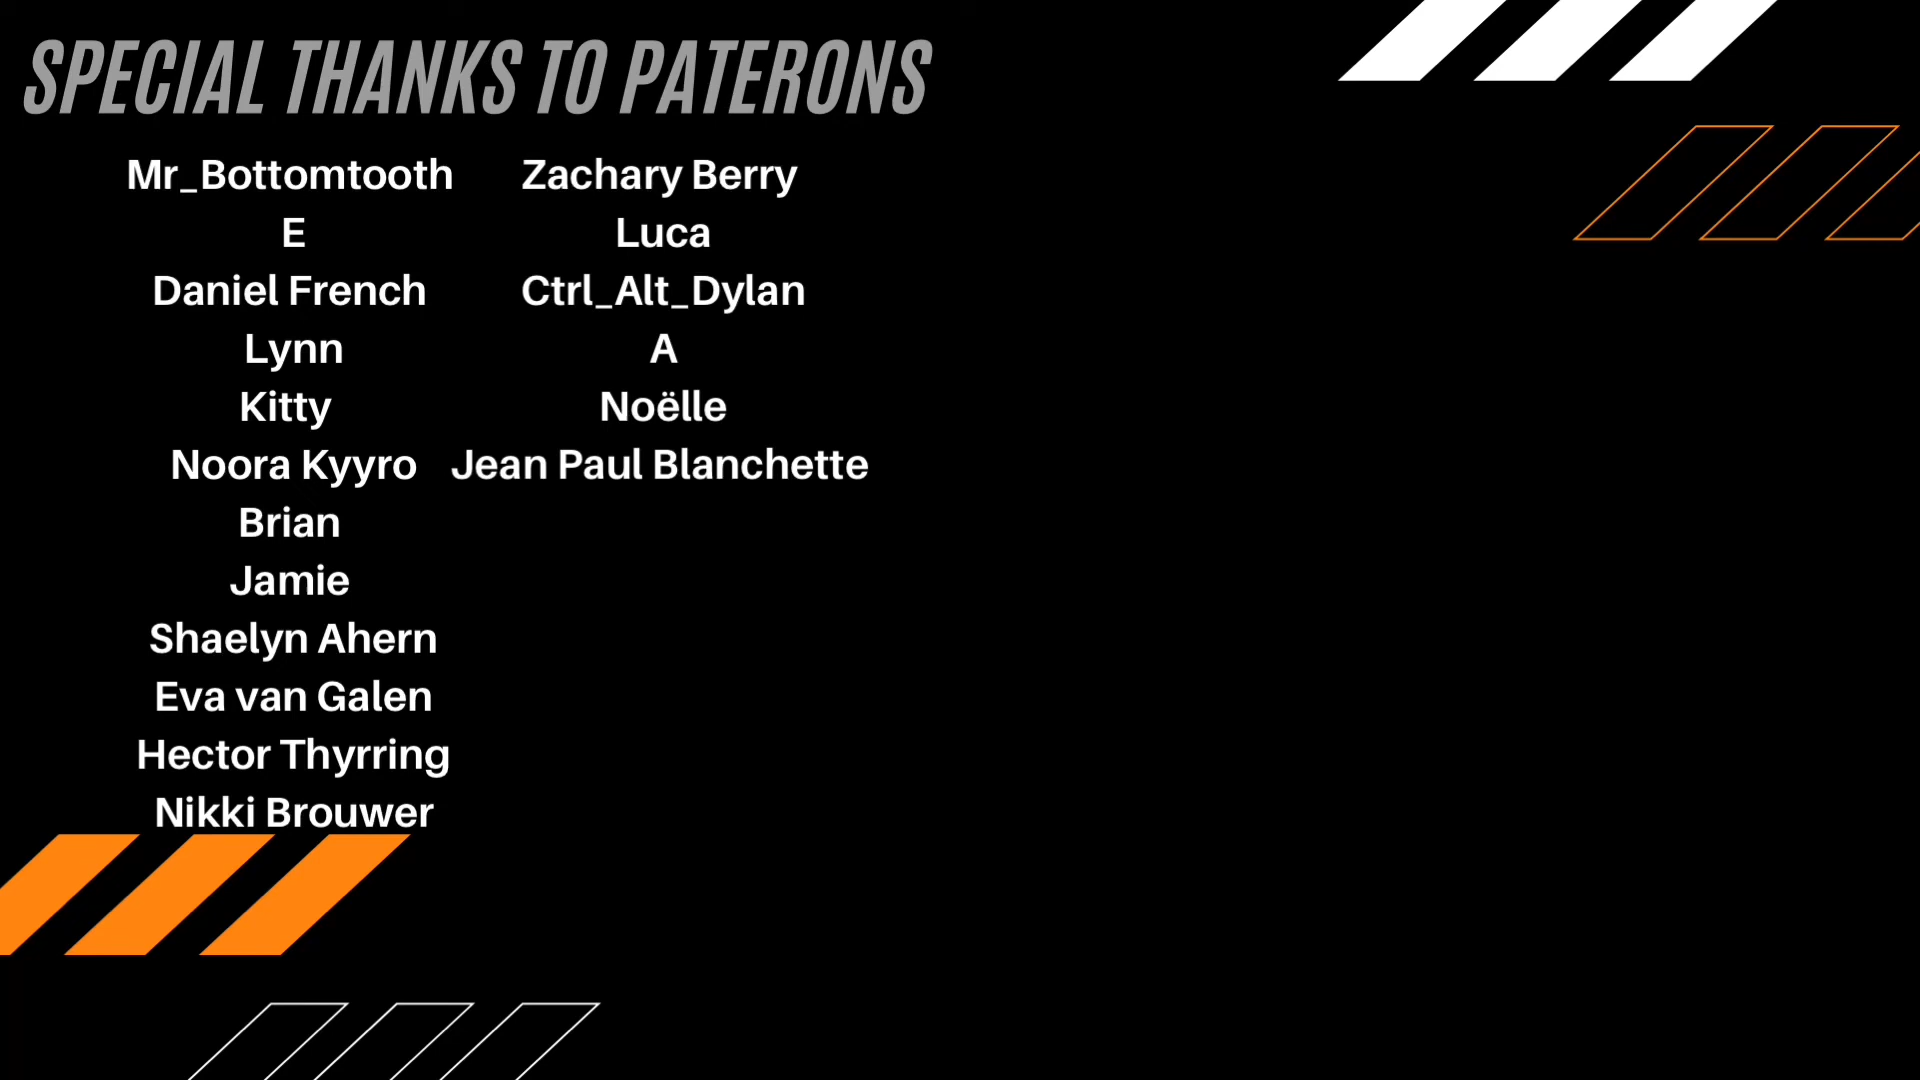 SPECIAL THANKS TO PATERONS
Mr_Bottomtooth
E
Daniel French
Lynn
Kitty
Noora Kyyro
Brian
Jamie
Shaelyn Ahern
Eva van Galen
Hector Thyrring
Nikki Brouwer
Zachary Berry
Luca
Ctrl_Alt_Dylan
A
Noëlle
Jean Paul Blanchette